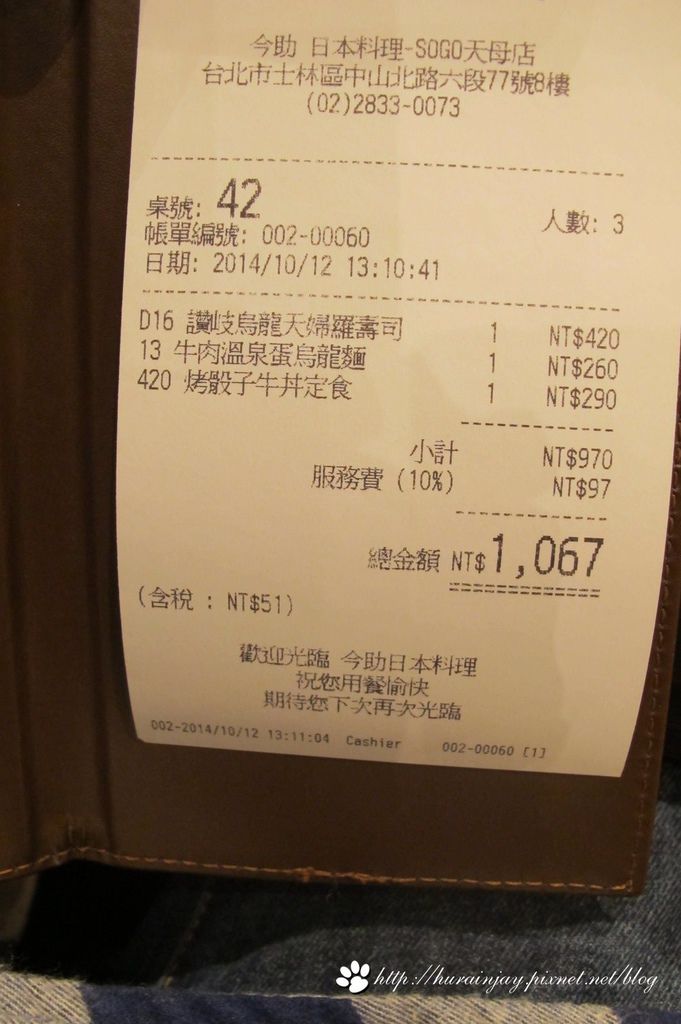 今助 日本料理-SOGO天母店
台北市士林區中山北路六段77號8樓
(02)2833-0073
桌號: 42 人數: 3
帳單編號: 002-00060
日期: 2014/10/12 13:10:41
D16 讚岐烏龍天婦羅壽司 1 NT$420
13 牛肉溫泉蛋烏龍麵 1 NT$260
420 烤骰子牛丼定食 1 NT$290
小計 NT$970
服務費 (10%) NT$97
總金額 NT$1,067
(含稅 : NT$51)
歡迎光臨 今助日本料理
祝您用餐愉快
期待您下次再次光臨
002-2014/10/12 13:11:04 Cashier 002-00060 [1]
http://hurainjay.pixnet.net/blog